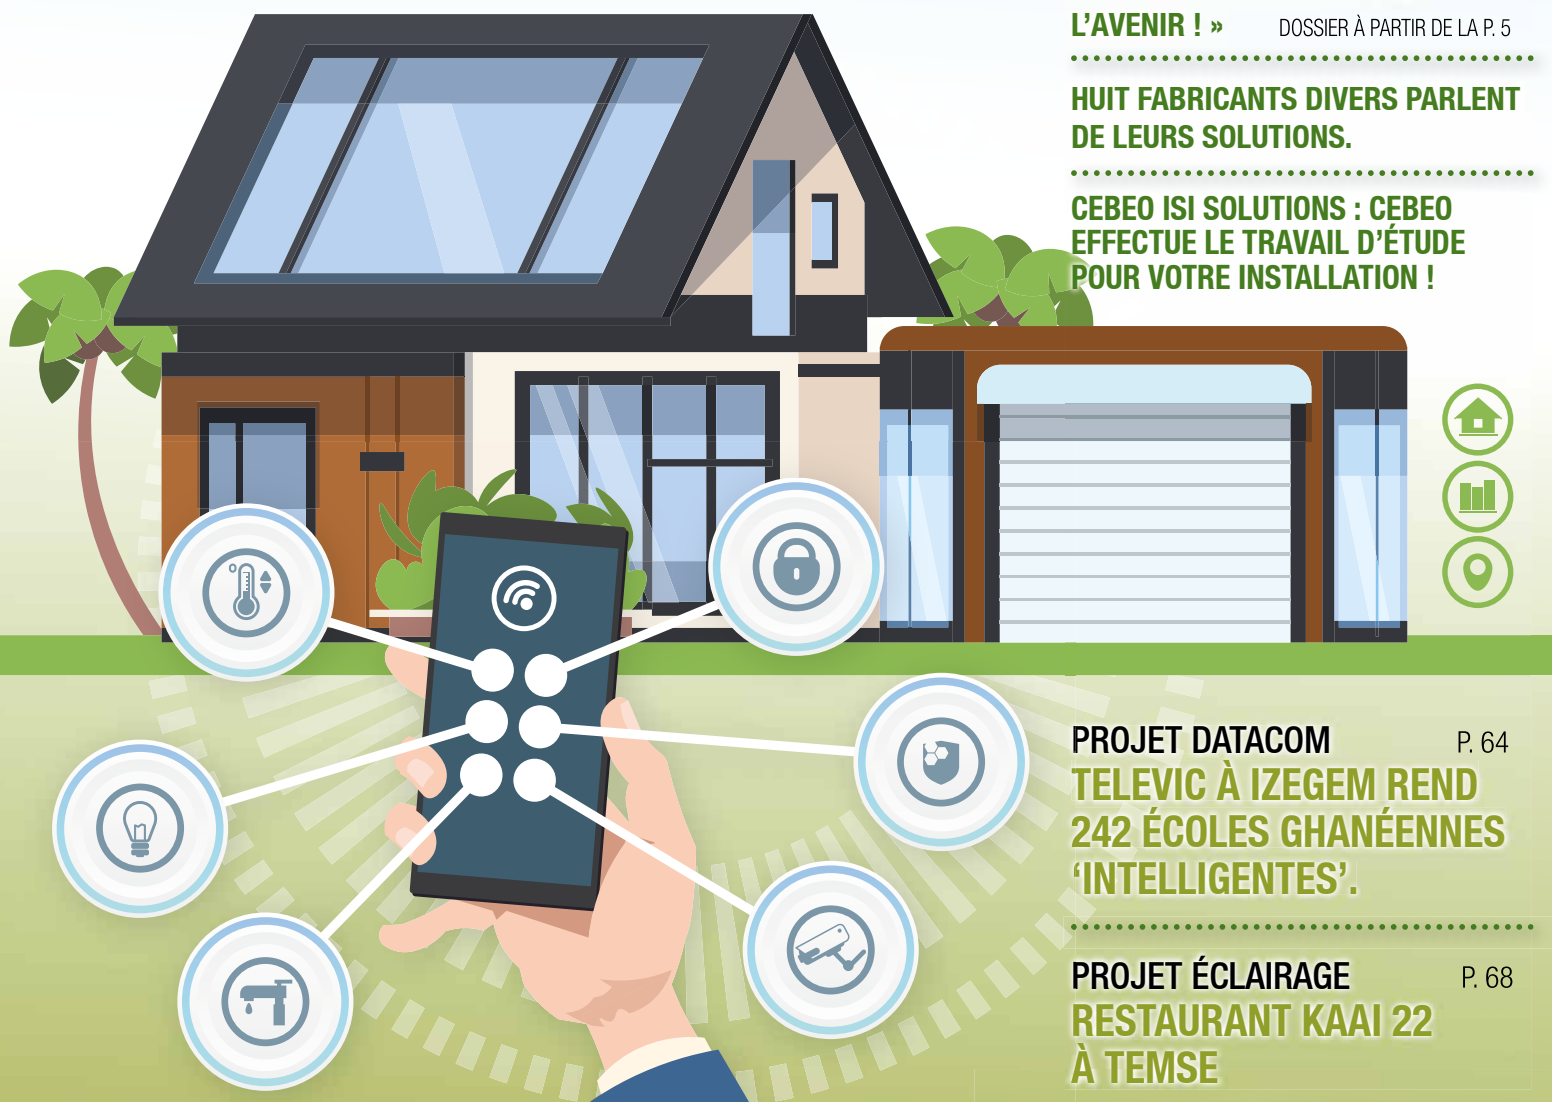 L’AVENIR ! » DOSSIER À PARTIR DE LA P. 5
HUIT FABRICANTS DIVERS PARLENT
DE LEURS SOLUTIONS.
CEBEO ISI SOLUTIONS : CEBEO
EFFECTUE LE TRAVAIL D’ÉTUDE
POUR VOTRE INSTALLATION !
PROJET DATACOM P. 64
TELEVIC À IZEGEM REND
242 ÉCOLES GHANÉENNES
‘INTELLIGENTES’.
PROJET ÉCLAIRAGE P. 68
RESTAURANT KAAI 22
À TEMSE